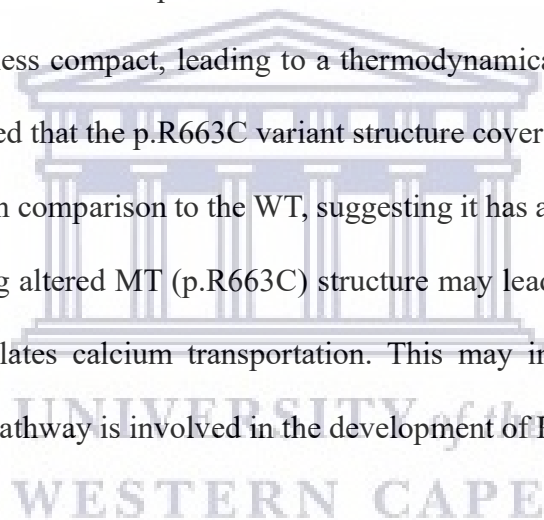 ess compact, leading to a thermodynamica
ed that the p.R663C variant structure cover
n comparison to the WT, suggesting it has a
g altered MT (p.R663C) structure may lead
lates calcium transportation. This may in
UNIVERSITY of the
athway is involved in the development of
WESTERN CAPE